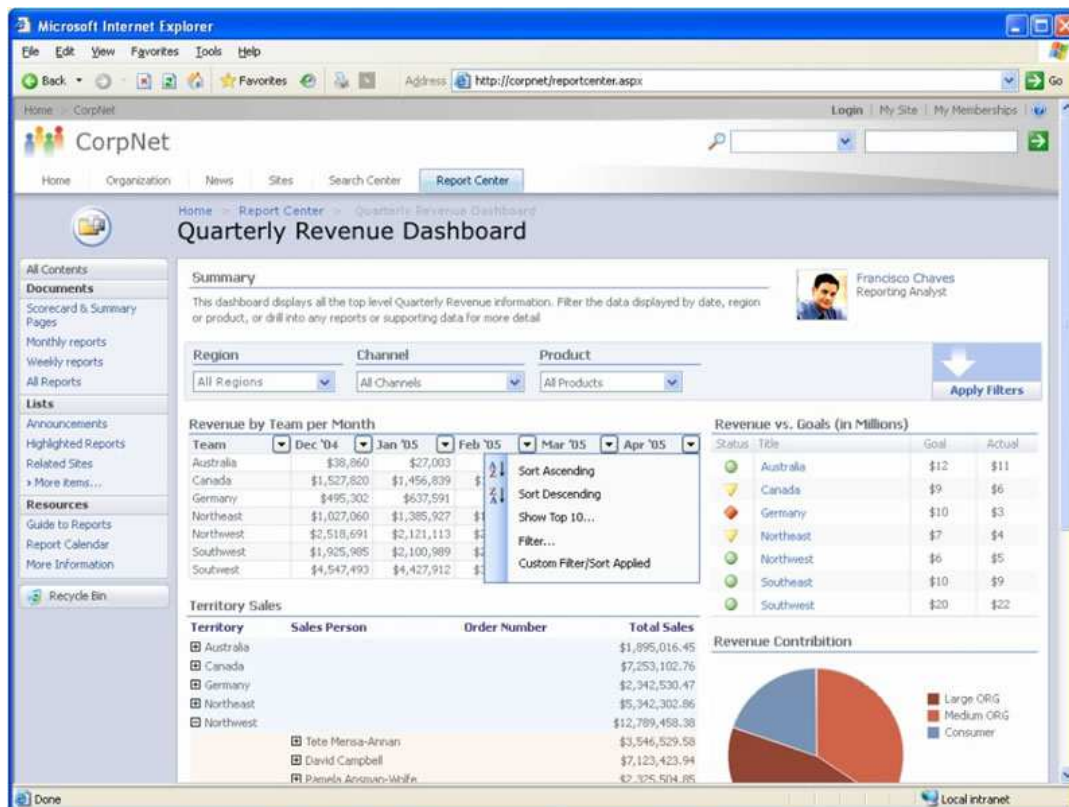 Microsoft Internet Explorer
File Edit View Favorites Tools Help
Back Favorites Address http://corpnet/reportcenter.aspx Go
Home > CorpNet Login | My Site | My Memberships |
CorpNet
Home Organization News Sites Search Center Report Center
Home > Report Center > Quarterly Revenue Dashboard
Quarterly Revenue Dashboard
All Contents
Documents
Scorecard & Summary
Pages
Monthly reports
Weekly reports
All Reports
Lists
Announcements
Highlighted Reports
Related Sites
› More items...
Resources
Guide to Reports
Report Calendar
More Information
Recycle Bin
Summary
This dashboard displays all the top level Quarterly Revenue information. Filter the data displayed by date, region
or product, or drill into any reports or supporting data for more detail
Francisco Chaves
Reporting Analyst
Region Channel Product
All Regions All Channels All Products
Apply Filters
Revenue by Team per Month
Team Dec '04 Jan '05 Feb '05 Mar '05 Apr '05
Australia $38,860 $27,003
Canada $1,527,820 $1,456,839
Germany $495,302 $637,591
Northeast $1,027,060 $1,385,927
Northwest $2,518,691 $2,121,113
Southwest $1,925,985 $2,100,989
Soutwest $4,547,493 $4,427,912
Sort Ascending
Sort Descending
Show Top 10...
Filter...
Custom Filter/Sort Applied
Revenue vs. Goals (in Millions)
Status Title Goal Actual
Australia $12 $11
Canada $9 $6
Germany $10 $3
Northeast $7 $4
Northwest $6 $5
Southeast $10 $9
Southwest $20 $22
Territory Sales
Territory Sales Person Order Number Total Sales
Australia $1,895,016.45
Canada $7,253,102.76
Germany $2,342,530.47
Northeast $5,342,302.86
Northwest $12,789,458.38
Tete Mensa-Annan $3,546,529.58
David Campbell $7,123,423.94
Pamela Ansman-Wolfe $2,325,504.85
Revenue Contribition
Large ORG
Medium ORG
Consumer
Done Local intranet